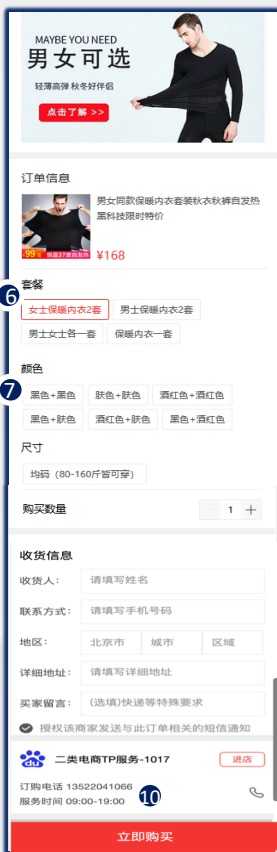 MAYBE YOU NEED
男女可选
轻薄高弹 秋冬好伴侣
点击了解 >>
订单信息
男女同款保暖内衣套装秋衣秋裤自发热
黑科技限时特价
99元 恒温37度自发热
¥168
6
套餐
女士保暖内衣2套 男士保暖内衣2套
男士女士各一套 保暖内衣一套
7
颜色
黑色+黑色 肤色+肤色 酒红色+酒红色
黑色+肤色 酒红色+肤色 黑色+酒红色
尺寸
均码（80-160斤皆可穿）
购买数量 - 1 +
收货信息
收货人： 请填写姓名
联系方式： 请填写手机号码
地区： 北京市 城市 区域
详细地址： 请填写详细地址
买家留言： (选填)快递等特殊要求
授权该商家发送与此订单相关的短信通知
du 二类电商TP服务-1017 进店
订购电话 13522041066
服务时间 09:00-19:00
10
立即购买